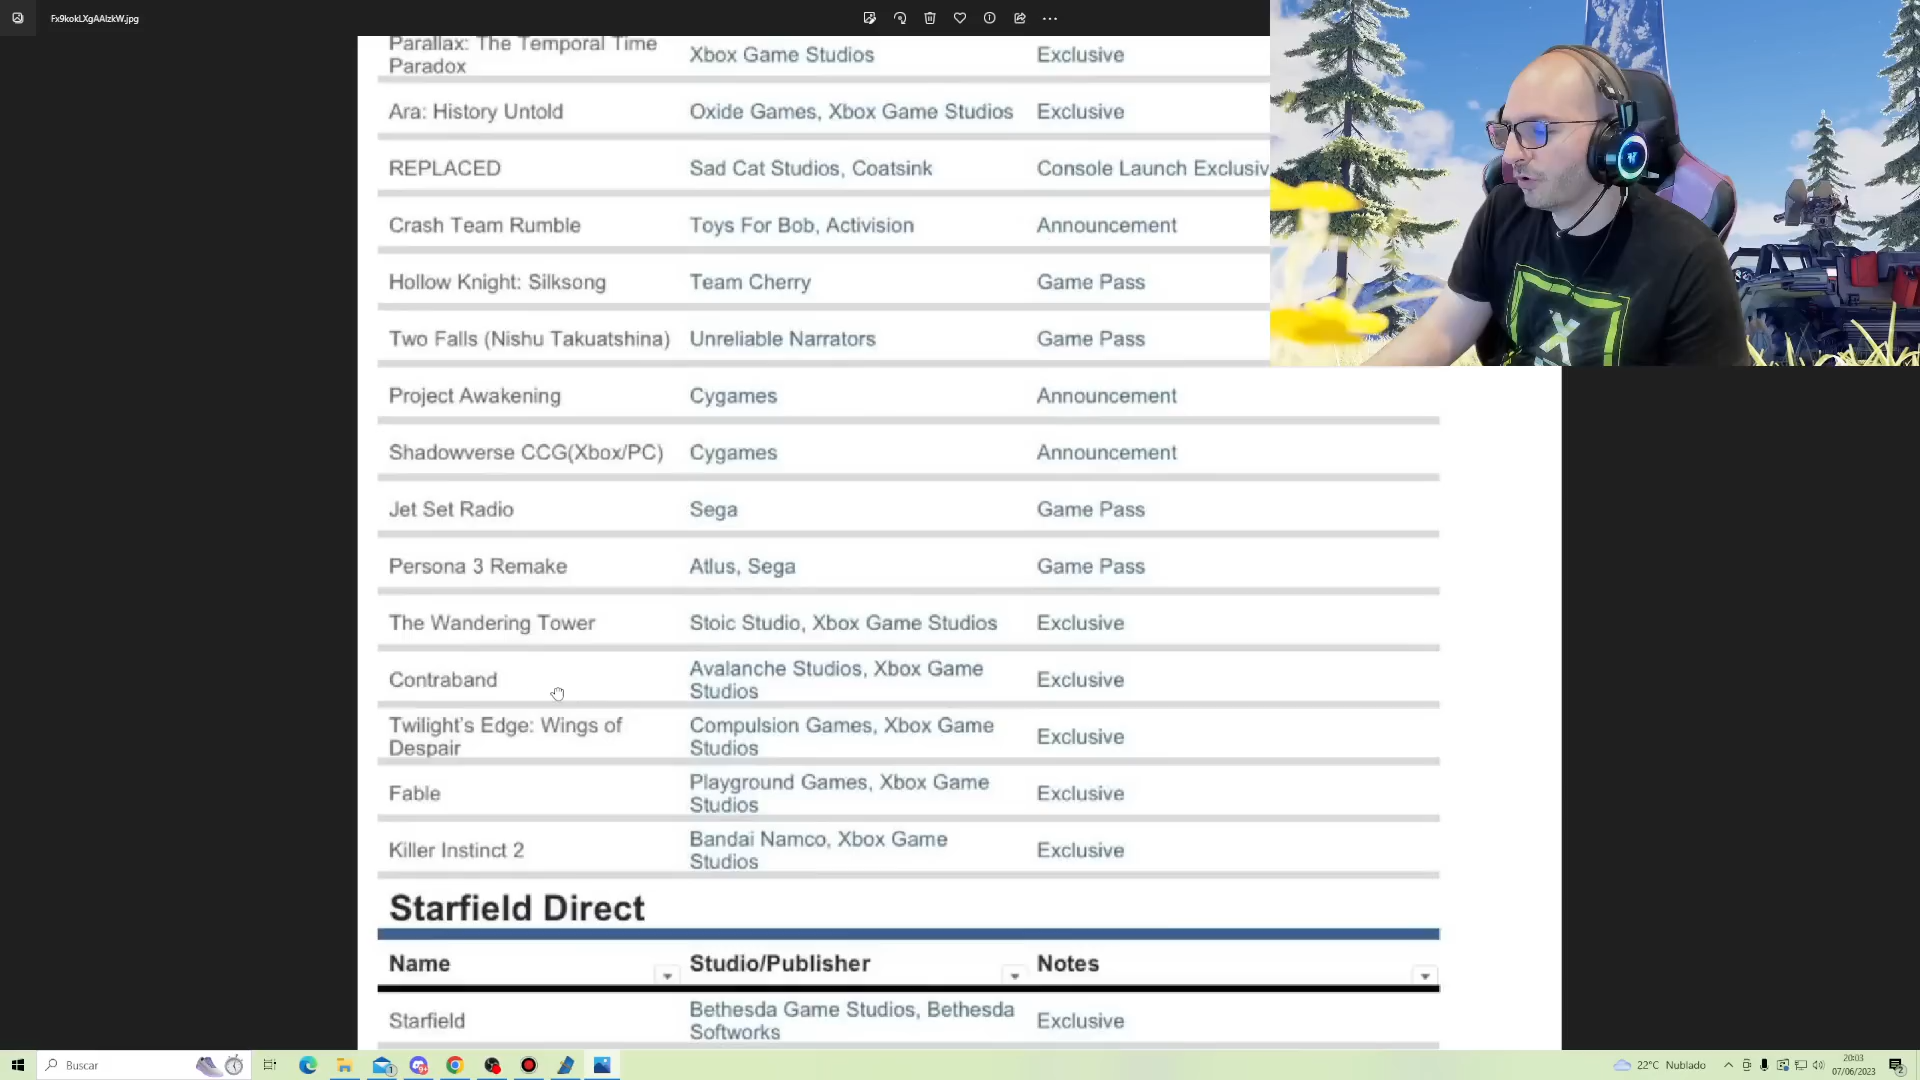 Fx9kokLXgAAlzkW.jpg
Parallax: The Temporal Time
Paradox
Xbox Game Studios
Exclusive
Ara: History Untold
Oxide Games, Xbox Game Studios
Exclusive
REPLACED
Sad Cat Studios, Coatsink
Console Launch Exclusiv
Crash Team Rumble
Toys For Bob, Activision
Announcement
Hollow Knight: Silksong
Team Cherry
Game Pass
Two Falls (Nishu Takuatshina)
Unreliable Narrators
Game Pass
Project Awakening
Cygames
Announcement
Shadowverse CCG(Xbox/PC)
Cygames
Announcement
Jet Set Radio
Sega
Game Pass
Persona 3 Remake
Atlus, Sega
Game Pass
The Wandering Tower
Stoic Studio, Xbox Game Studios
Exclusive
Contraband
Avalanche Studios, Xbox Game
Studios
Exclusive
Twilight's Edge: Wings of
Despair
Compulsion Games, Xbox Game
Studios
Exclusive
Fable
Playground Games, Xbox Game
Studios
Exclusive
Killer Instinct 2
Bandai Namco, Xbox Game
Studios
Exclusive
Starfield Direct
Name
Studio/Publisher
Notes
Starfield
Bethesda Game Studios, Bethesda
Softworks
Exclusive
Buscar
22°C Nublado
20:03
07/06/2023